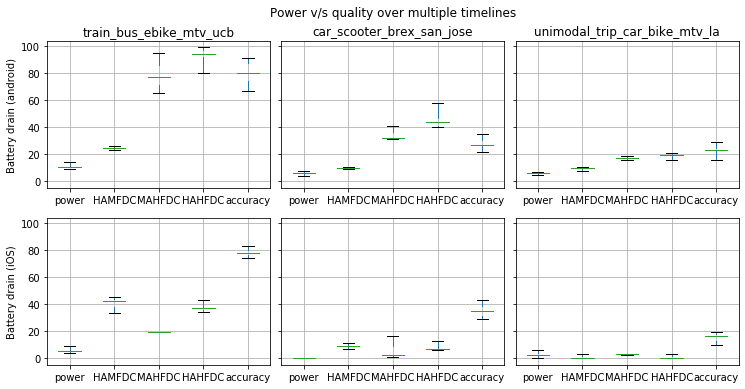 Power v/s quality over multiple timelines
train_bus_ebike_mtv_ucb car_scooter_brex_san_jose unimodal_trip_car_bike_mtv_la
Battery drain (android)
100
80
60
40
20
0
power HAMFDC MAHFDC HAHFDC accuracy power HAMFDC MAHFDC HAHFDC accuracy power HAMFDC MAHFDC HAHFDC accuracy
Battery drain (iOS)
100
80
60
40
20
0
power HAMFDC MAHFDC HAHFDC accuracy power HAMFDC MAHFDC HAHFDC accuracy power HAMFDC MAHFDC HAHFDC accuracy